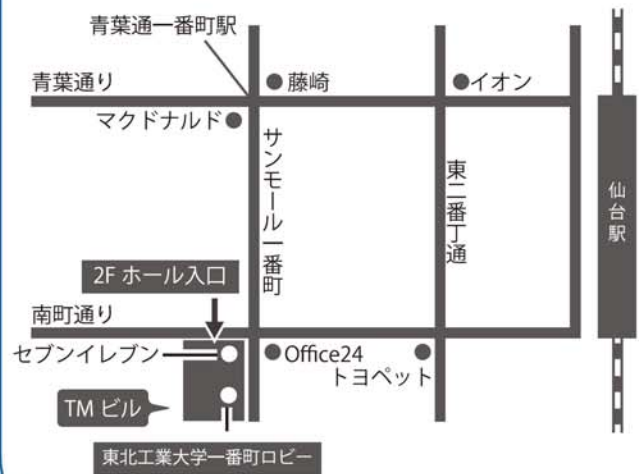 青葉通一番町駅
青葉通り
藤崎
イオン
マクドナルド
サンモール一番町
東二番丁通
仙台駅
2F ホール入口
南町通り
セブンイレブン
Office24
トヨペット
TM ビル
東北工業大学一番町ロビー